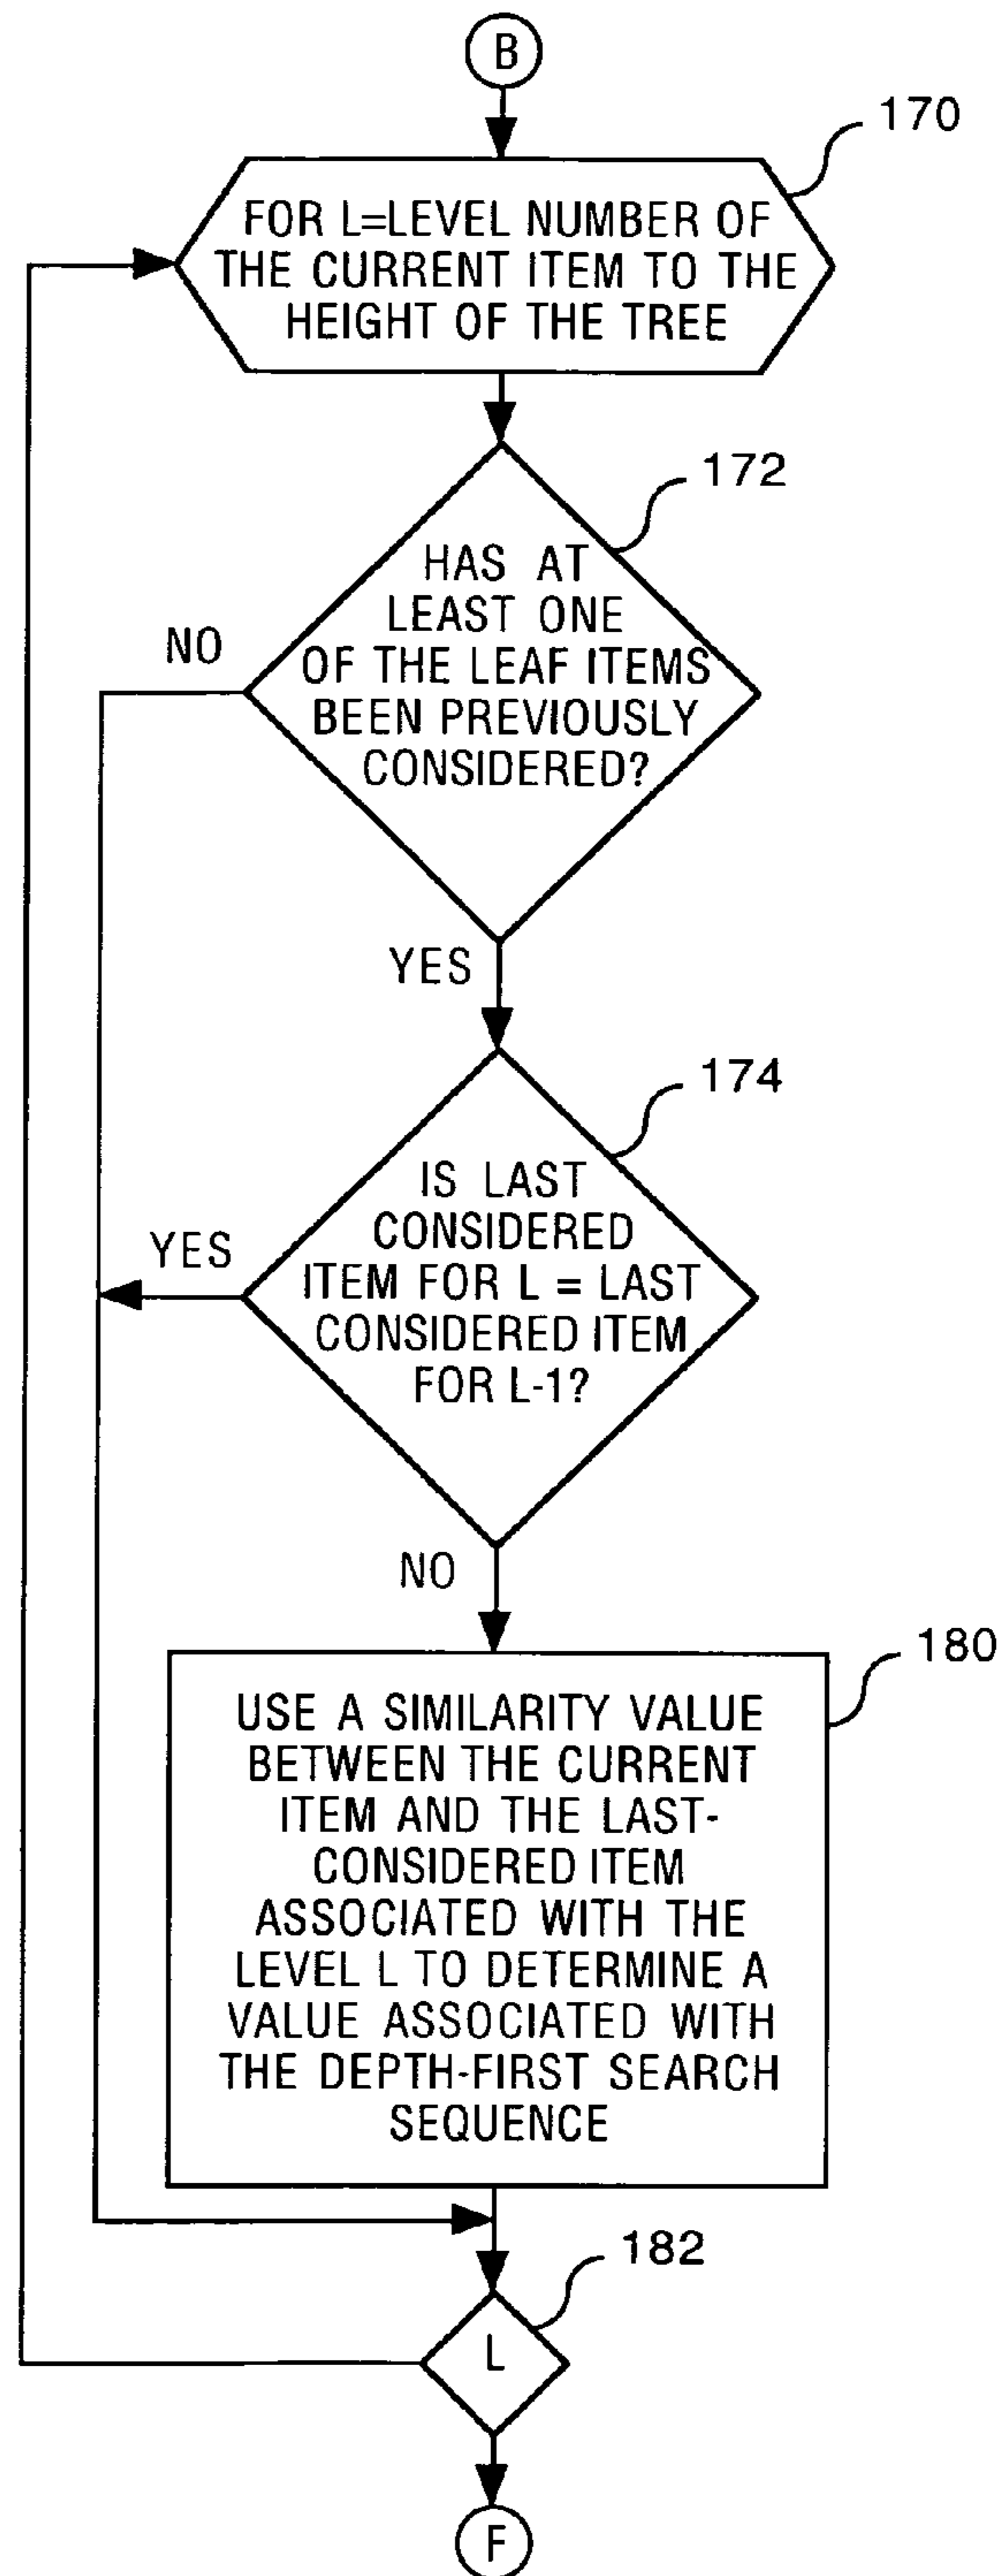 B
170
FOR L=LEVEL NUMBER OF
THE CURRENT ITEM TO THE
HEIGHT OF THE TREE
172
HAS AT
LEAST ONE
OF THE LEAF ITEMS
BEEN PREVIOUSLY
CONSIDERED?
NO
YES
174
IS LAST
CONSIDERED
ITEM FOR L = LAST
CONSIDERED ITEM
FOR L-1?
YES
NO
180
USE A SIMILARITY VALUE
BETWEEN THE CURRENT
ITEM AND THE LAST-
CONSIDERED ITEM
ASSOCIATED WITH THE
LEVEL L TO DETERMINE A
VALUE ASSOCIATED WITH
THE DEPTH-FIRST SEARCH
SEQUENCE
182
L
F